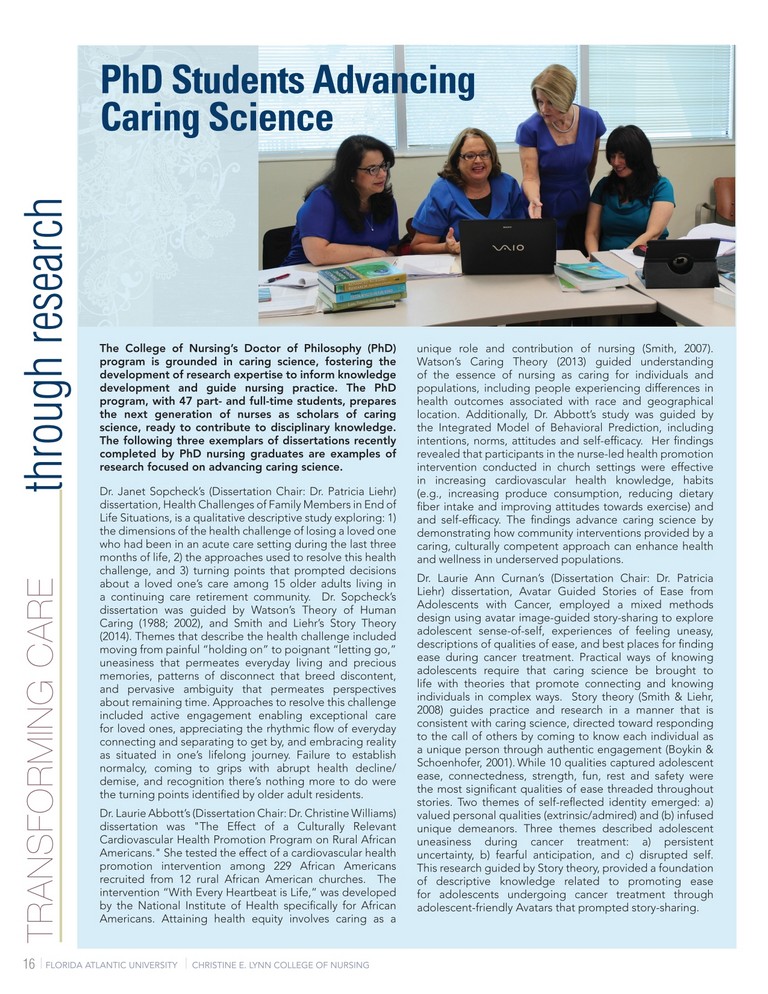 PhD Students Advancing
Caring Science
VAIO
through research
TRANSFORMING CARE
The College of Nursing's Doctor of Philosophy (PhD)
program is grounded in caring science, fostering the
development of research expertise to inform knowledge
development and guide nursing practice. The PhD
program, with 47 part- and full-time students, prepares
the next generation of nurses as scholars of caring
science, ready to contribute to disciplinary knowledge.
The following three exemplars of dissertations recently
completed by PhD nursing graduates are examples of
research focused on advancing caring science.
Dr. Janet Sopcheck's (Dissertation Chair: Dr. Patricia Liehr)
dissertation, Health Challenges of Family Members in End of
Life Situations, is a qualitative descriptive study exploring: 1)
the dimensions of the health challenge of losing a loved one
who had been in an acute care setting during the last three
months of life, 2) the approaches used to resolve this health
challenge, and 3) turning points that prompted decisions
about a loved one's care among 15 older adults living in
a continuing care retirement community. Dr. Sopcheck's
dissertation was guided by Watson's Theory of Human
Caring (1988; 2002), and Smith and Liehr's Story Theory
(2014). Themes that describe the health challenge included
moving from painful "holding on" to poignant "letting go,"
uneasiness that permeates everyday living and precious
memories, patterns of disconnect that breed discontent,
and pervasive ambiguity that permeates perspectives
about remaining time. Approaches to resolve this challenge
included active engagement enabling exceptional care
for loved ones, appreciating the rhythmic flow of everyday
connecting and separating to get by, and embracing reality
as situated in one's lifelong journey. Failure to establish
normalcy, coming to grips with abrupt health decline/
demise, and recognition there's nothing more to do were
the turning points identified by older adult residents.
Dr. Laurie Abbott's (Dissertation Chair: Dr. Christine Williams)
dissertation was "The Effect of a Culturally Relevant
Cardiovascular Health Promotion Program on Rural African
Americans." She tested the effect of a cardiovascular health
promotion intervention among 229 African Americans
recruited from 12 rural African American churches. The
intervention "With Every Heartbeat is Life," was developed
by the National Institute of Health specifically for African
Americans. Attaining health equity involves caring as a
unique role and contribution of nursing (Smith, 2007).
Watson's Caring Theory (2013) guided understanding
of the essence of nursing as caring for individuals and
populations, including people experiencing differences in
health outcomes associated with race and geographical
location. Additionally, Dr. Abbott's study was guided by
the Integrated Model of Behavioral Prediction, including
intentions, norms, attitudes and self-efficacy. Her findings
revealed that participants in the nurse-led health promotion
intervention conducted in church settings were effective
in increasing cardiovascular health knowledge, habits
(e.g., increasing produce consumption, reducing dietary
fiber intake and improving attitudes towards exercise) and
and self-efficacy. The findings advance caring science by
demonstrating how community interventions provided by a
caring, culturally competent approach can enhance health
and wellness in underserved populations.
Dr. Laurie Ann Curnan's (Dissertation Chair: Dr. Patricia
Liehr) dissertation, Avatar Guided Stories of Ease from
Adolescents with Cancer, employed a mixed methods
design using avatar image-guided story-sharing to explore
adolescent sense-of-self, experiences of feeling uneasy,
descriptions of qualities of ease, and best places for finding
ease during cancer treatment. Practical ways of knowing
adolescents require that caring science be brought to
life with theories that promote connecting and knowing
individuals in complex ways. Story theory (Smith & Liehr,
2008) guides practice and research in a manner that is
consistent with caring science, directed toward responding
to the call of others by coming to know each individual as
a unique person through authentic engagement (Boykin &
Schoenhofer, 2001). While 10 qualities captured adolescent
ease, connectedness, strength, fun, rest and safety were
the most significant qualities of ease threaded throughout
stories. Two themes of self-reflected identity emerged: a)
valued personal qualities (extrinsic/admired) and (b) infused
unique demeanors. Three themes described adolescent
uneasiness during cancer treatment: a) persistent
uncertainty, b) fearful anticipation, and c) disrupted self.
This research guided by Story theory, provided a foundation
of descriptive knowledge related to promoting ease
for adolescents undergoing cancer treatment through
adolescent-friendly Avatars that prompted story-sharing.
16 | FLORIDA ATLANTIC UNIVERSITY | CHRISTINE E. LYNN COLLEGE OF NURSING